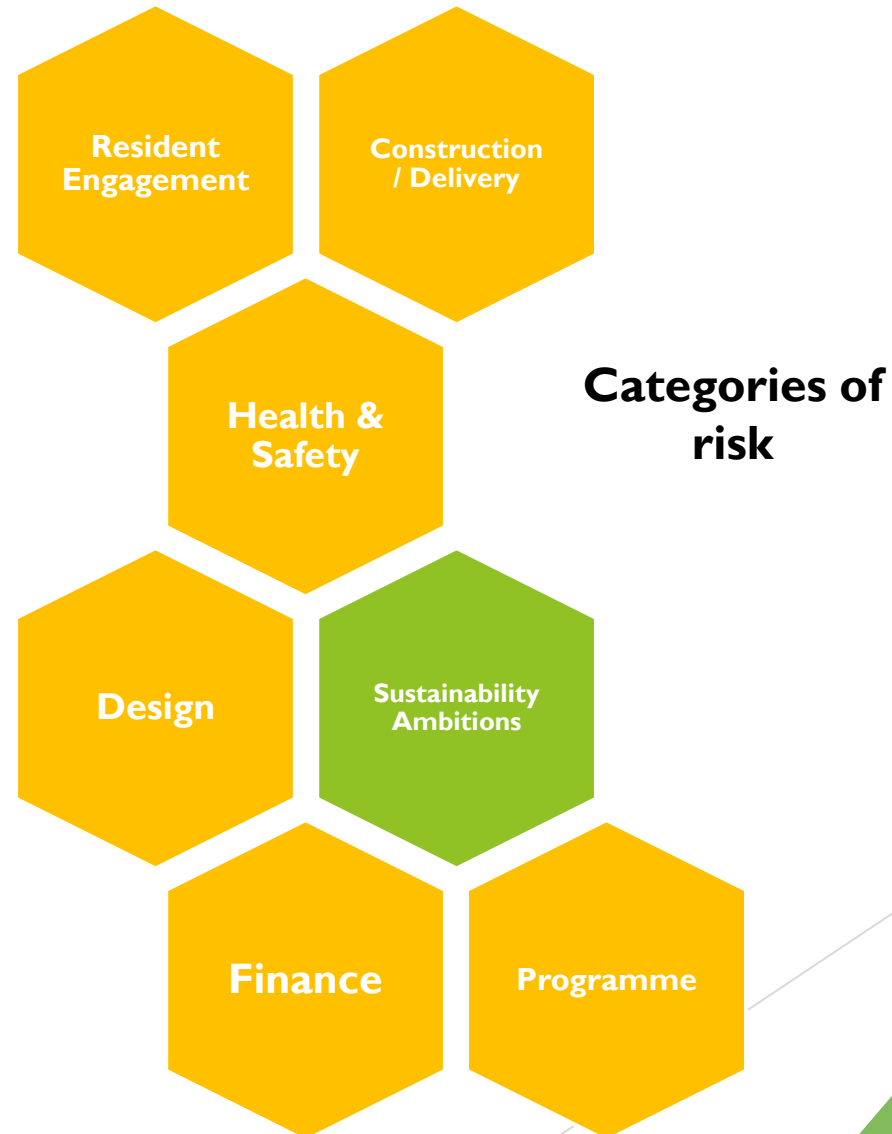 Resident
Engagement
Construction
/ Delivery
Health &
Safety
Categories of
risk
Design
Sustainability
Ambitions
Finance
Programme